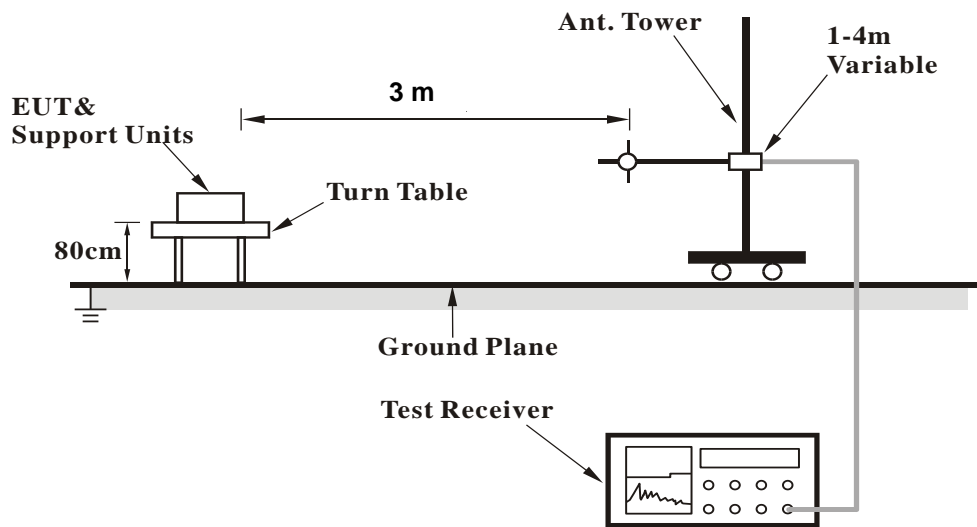 Ant. Tower
1-4m
Variable
3 m
EUT&
Support Units
Turn Table
80cm
Ground Plane
Test Receiver